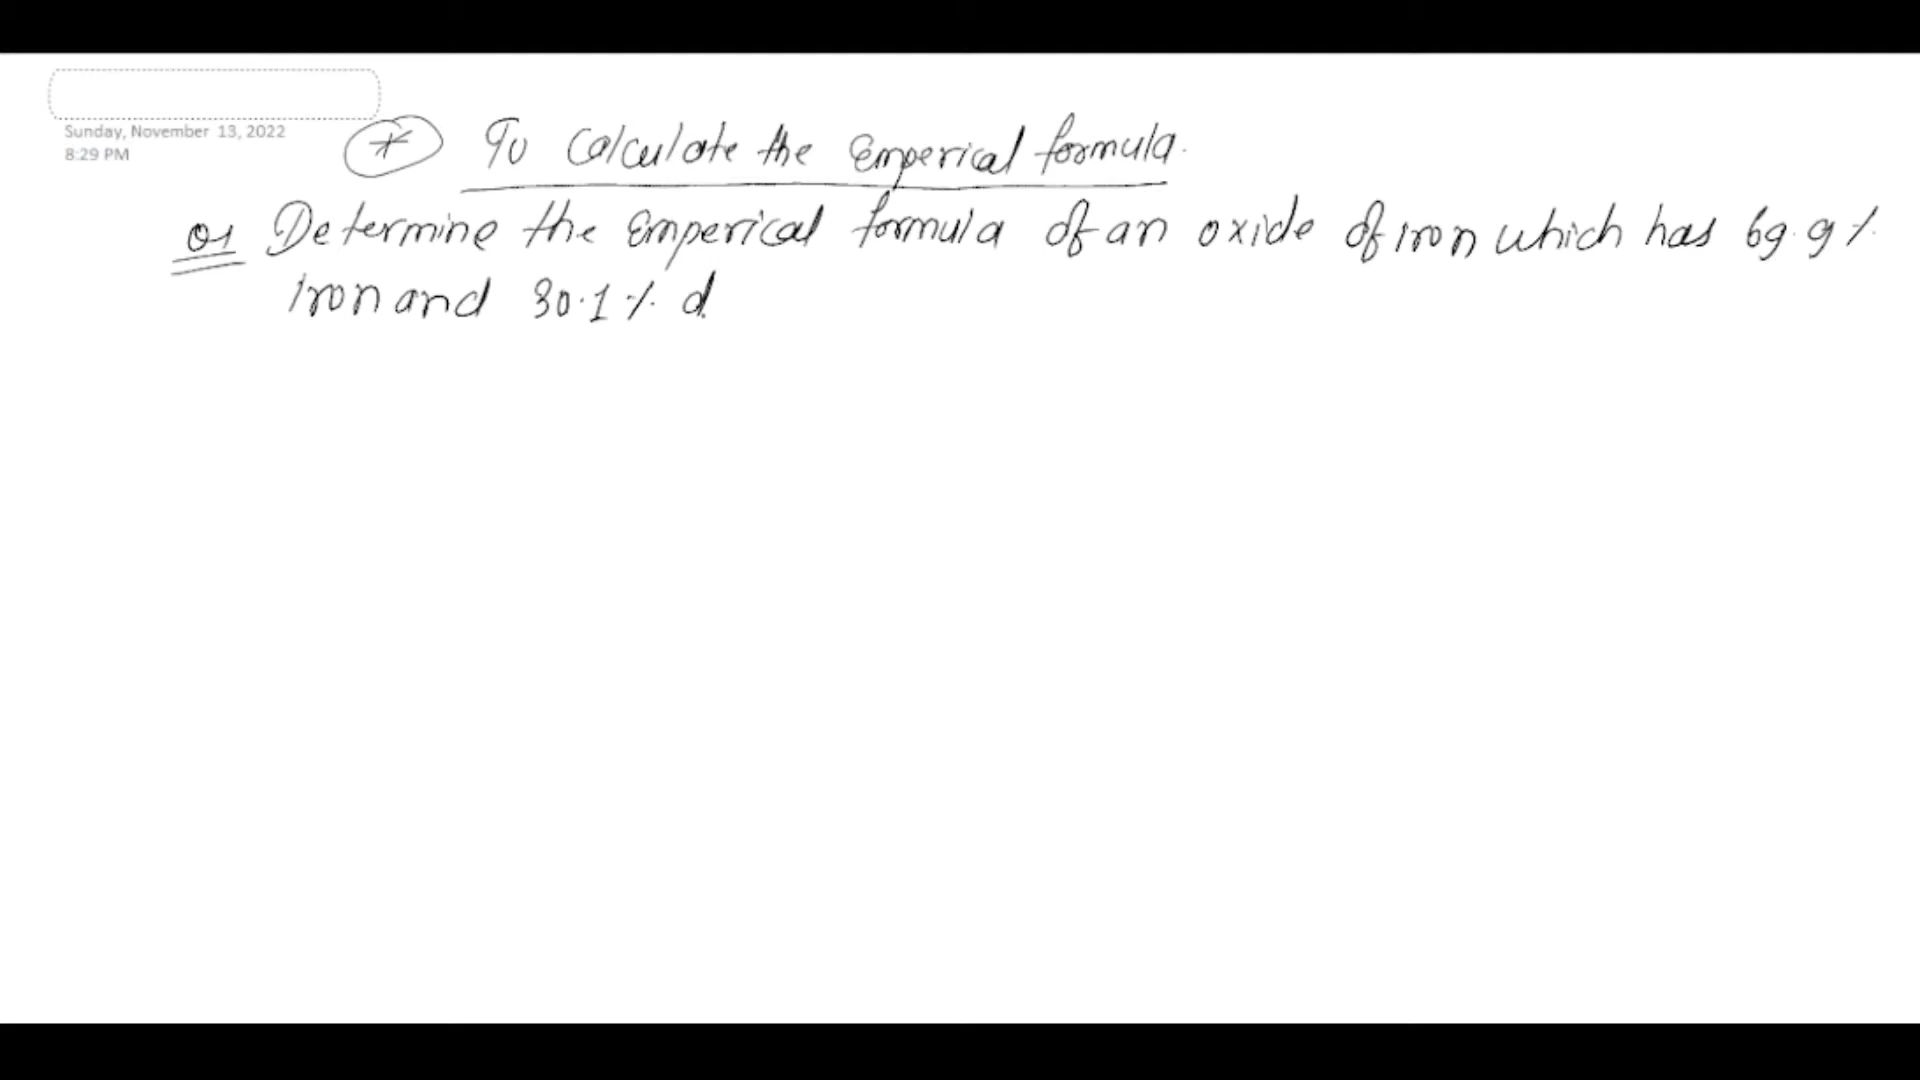 Sunday, November 13, 2022
8:29 PM
* To Calculate the Emperical formula.
Q1 Determine the Emperical formula of an oxide of iron which has 69.9%
iron and 30.1% d